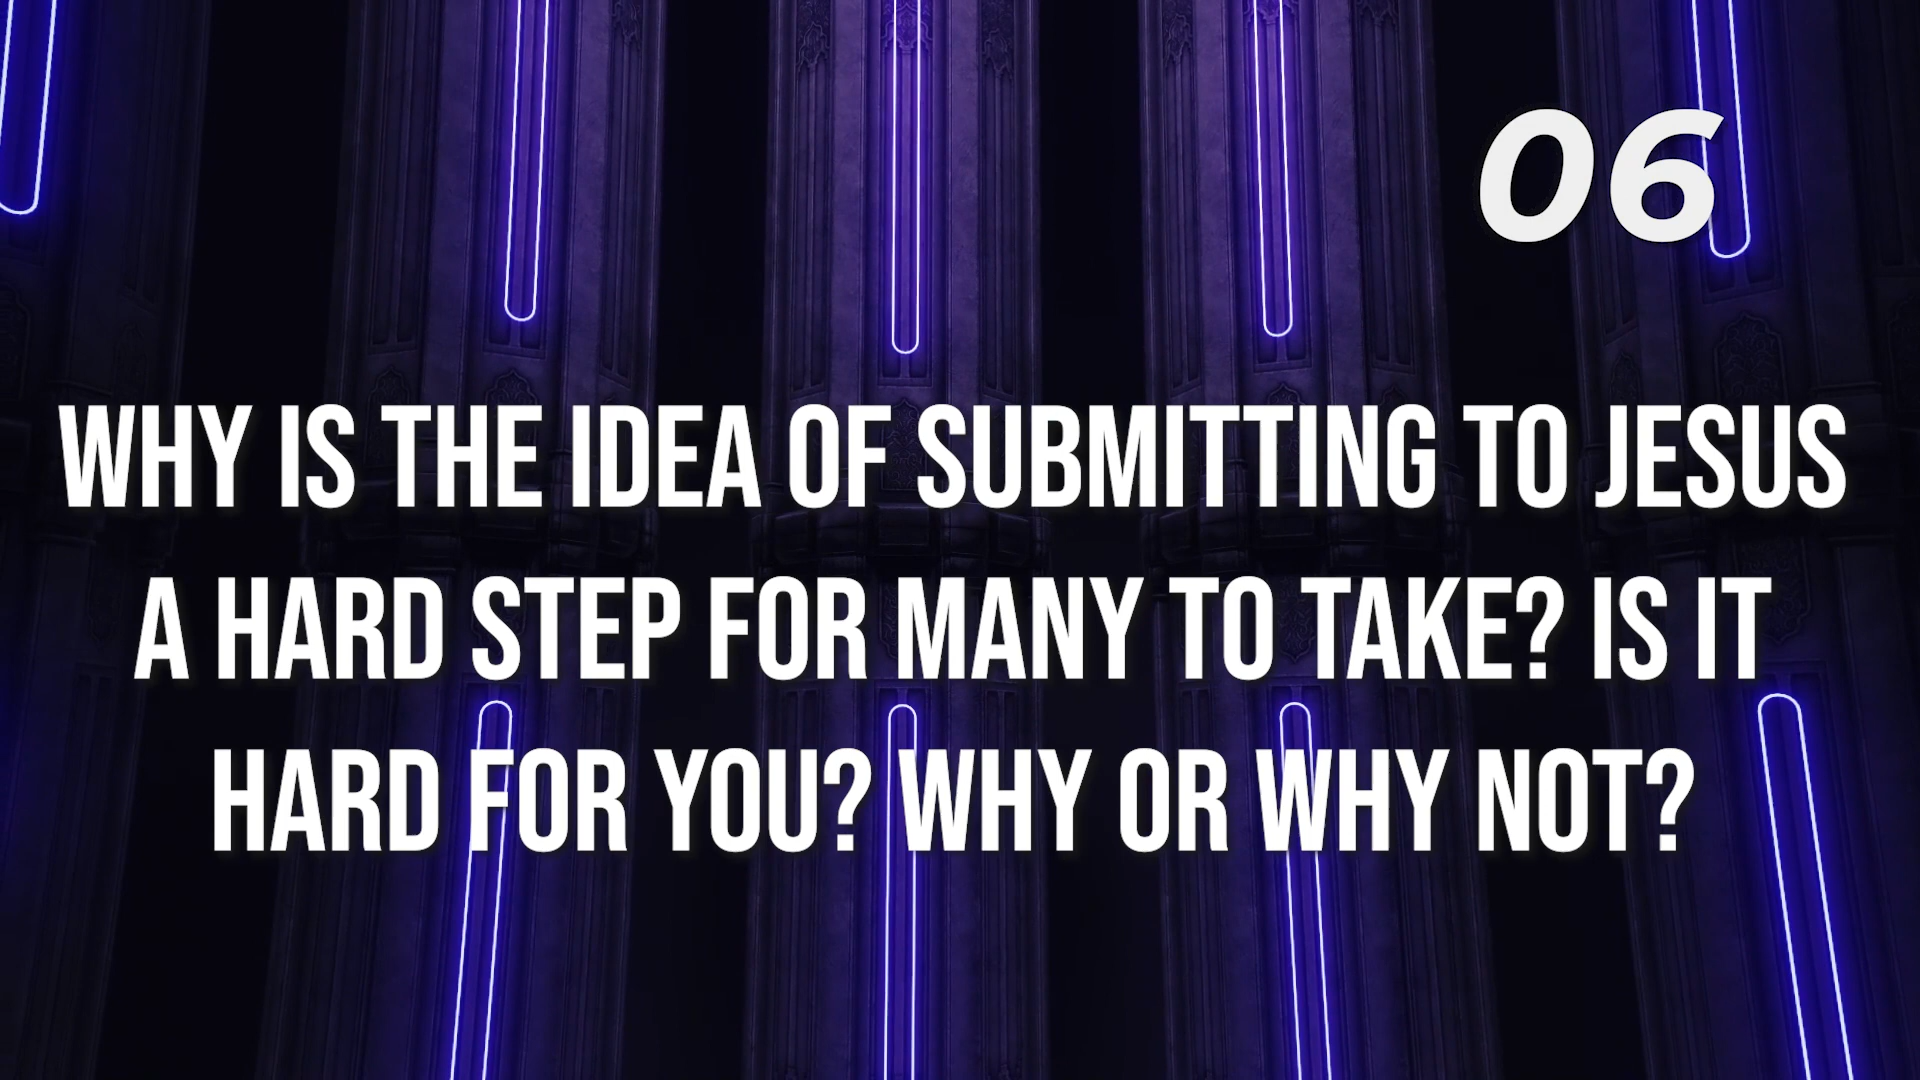 06
WHY IS THE IDEA OF SUBMITTING TO JESUS
A HARD STEP FOR MANY TO TAKE? IS IT
HARD FOR YOU? WHY OR WHY NOT?